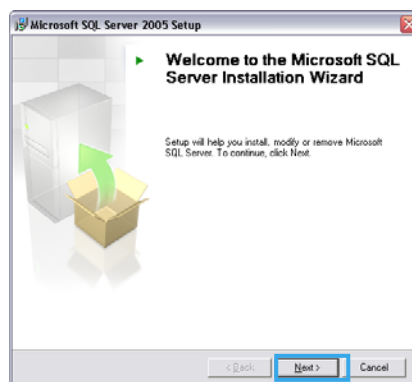 Microsoft SQL Server 2005 Setup
Welcome to the Microsoft SQL
Server Installation Wizard
Setup will help you install, modify or remove Microsoft
SQL Server. To continue, click Next.
< Back
Next >
Cancel